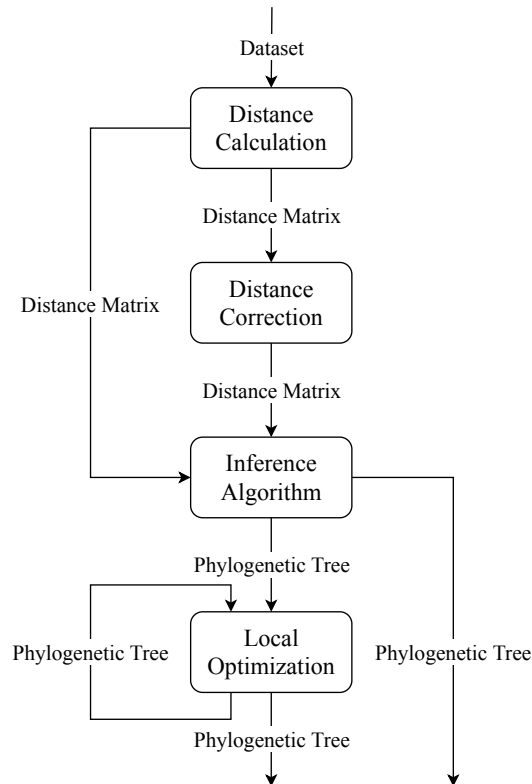 Dataset
Distance
Calculation
Distance Matrix
Distance Matrix
Distance
Correction
Distance Matrix
Inference
Algorithm
Phylogenetic Tree
Phylogenetic Tree
Local
Optimization
Phylogenetic Tree
Phylogenetic Tree